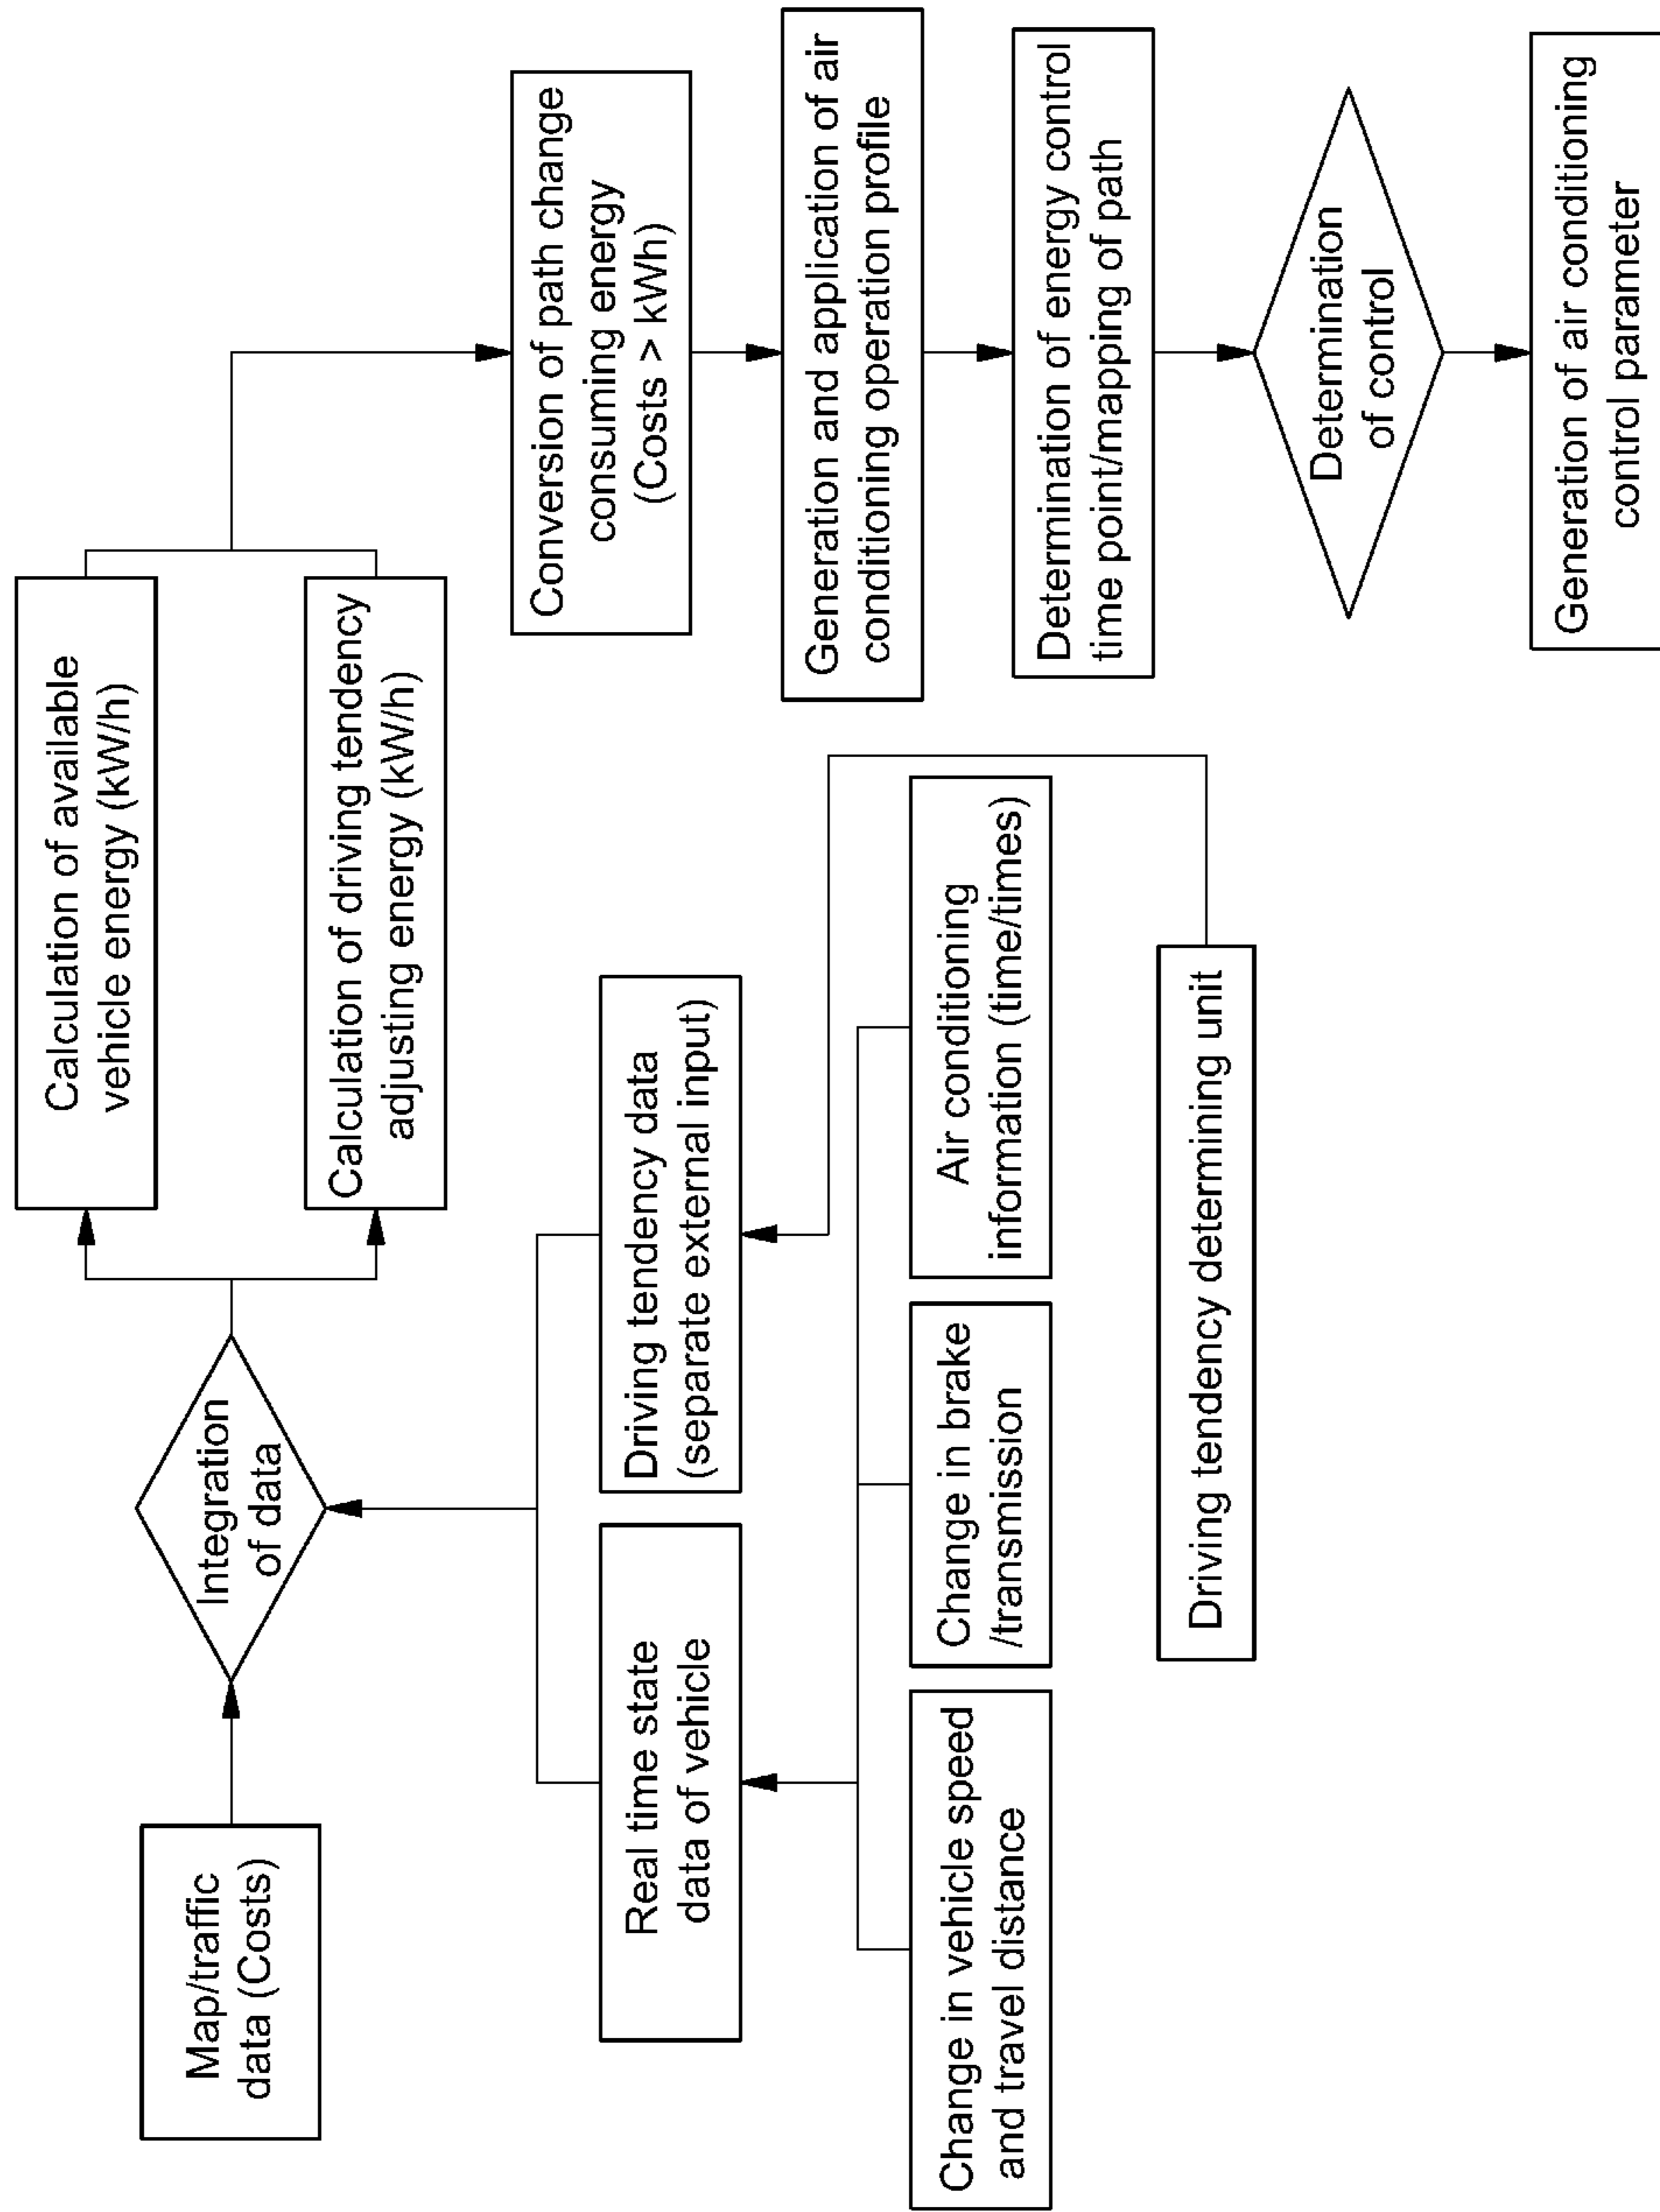 Map/traffic
data (Costs)
Integration
of data
Calculation of available
vehicle energy (kW/h)
Calculation of driving tendency
adjusting energy (kW/h)
Real time state
data of vehicle
Driving tendency data
(separate external input)
Change in vehicle speed
and travel distance
Change in brake
/transmission
Air conditioning
information (time/times)
Driving tendency determining unit
Conversion of path change
consuming energy
(Costs > kWh)
Generation and application of air
conditioning operation profile
Determination of energy control
time point/mapping of path
Determination
of control
Generation of air conditioning
control parameter